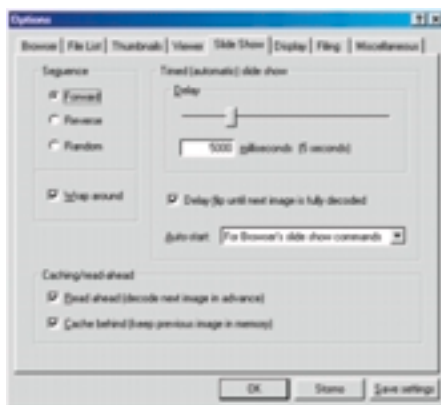 Options
Browser File List Thumbnails Viewer Slide Show Display Filing Miscellaneous
Sequence
Forward
Reverse
Random
Wrap around
Timed (automatic) slide show
Delay
5000 milliseconds (5 seconds)
Delay flip until next image is fully decoded
Auto-start For Browser's slide show commands
Caching/read-ahead
Read ahead (decode next image in advance)
Cache behind (keep previous image in memory)
OK Storno Save settings